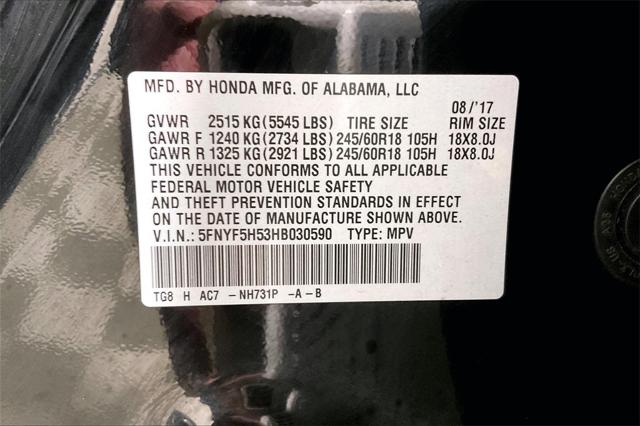 MFD. BY HONDA MFG. OF ALABAMA, LLC
08/'17
GVWR 2515 KG (5545 LBS) TIRE SIZE RIM SIZE
GAWR F 1240 KG (2734 LBS) 245/60R18 105H 18X8.0J
GAWR R 1325 KG (2921 LBS) 245/60R18 105H 18X8.0J
THIS VEHICLE CONFORMS TO ALL APPLICABLE
FEDERAL MOTOR VEHICLE SAFETY
AND THEFT PREVENTION STANDARDS IN EFFECT
ON THE DATE OF MANUFACTURE SHOWN ABOVE.
V.I.N.: 5FNYF5H53HB030590 TYPE: MPV
TG8 H AC7 -NH731P -A-B